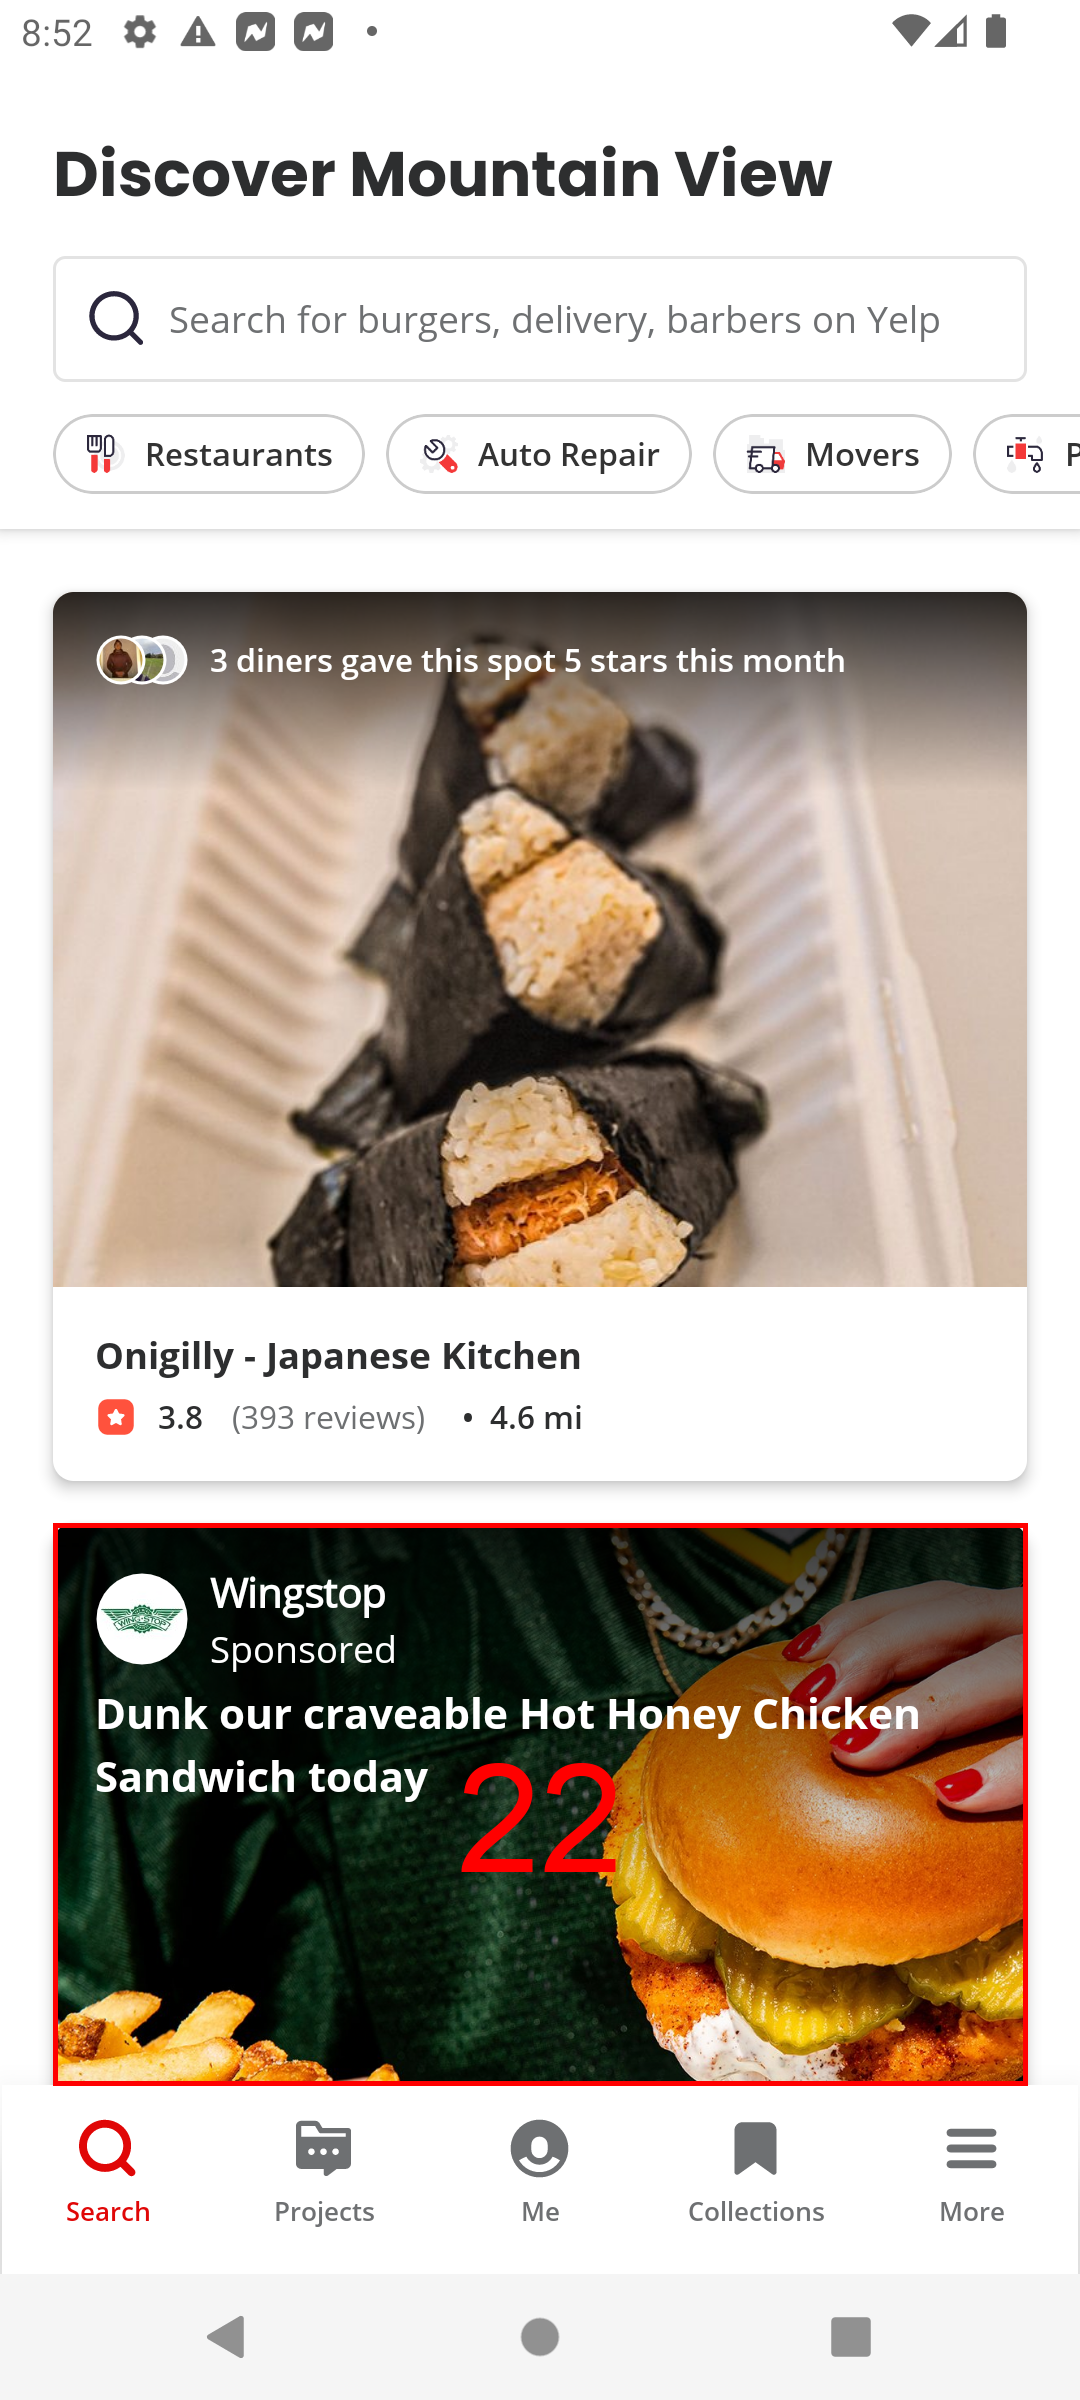 8:52
Discover Mountain View
Search for burgers, delivery, barbers on Yelp
Restaurants
Auto Repair
Movers
P
3 diners gave this spot 5 stars this month
Onigilly - Japanese Kitchen
3.8 (393 reviews) • 4.6 mi
WING-STOP
Wingstop
Sponsored
Dunk our craveable Hot Honey Chicken
Sandwich today
22
Search
Projects
Me
Collections
More